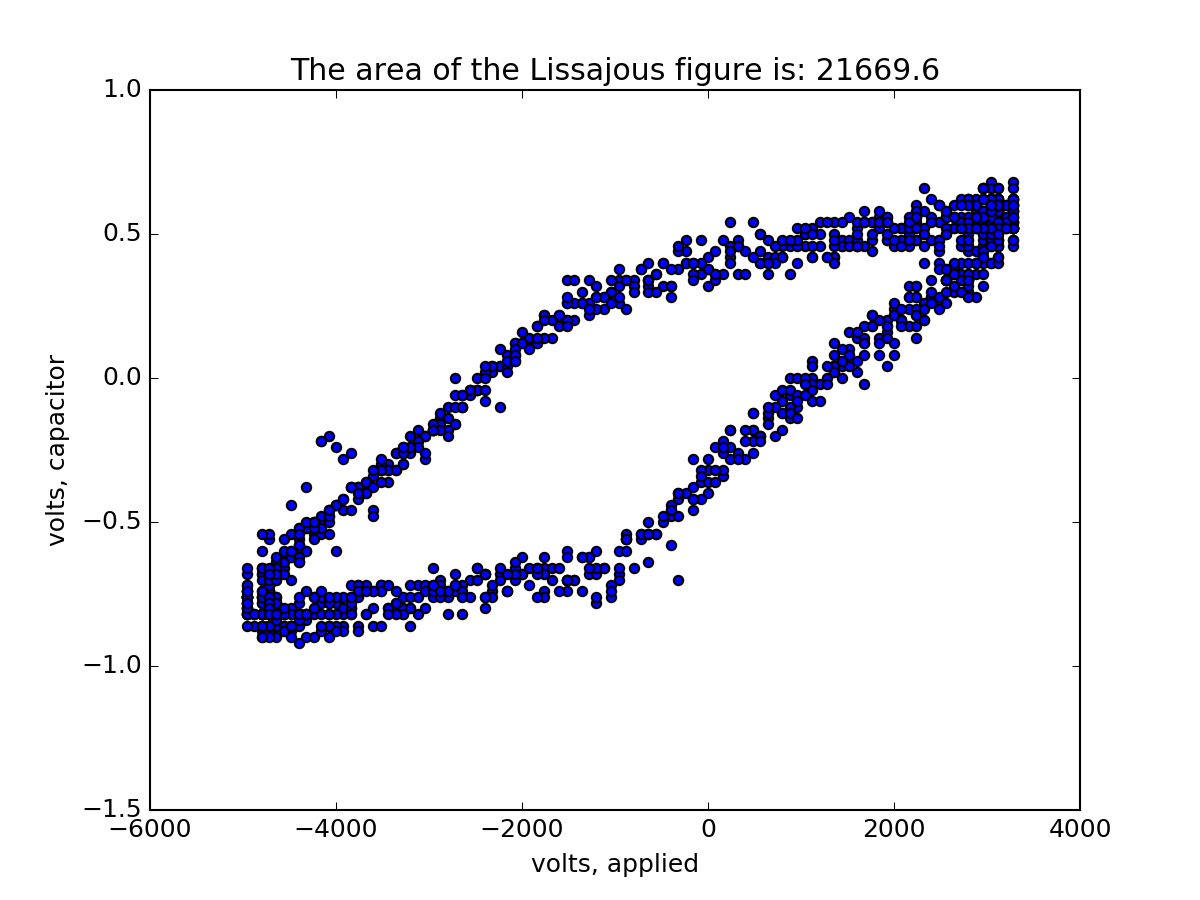 The area of the Lissajous figure is: 21669.6
1.0
0.5
0.0
−0.5
−1.0
−1.5
volts, capacitor
−6000 −4000 −2000 0 2000 4000
volts, applied